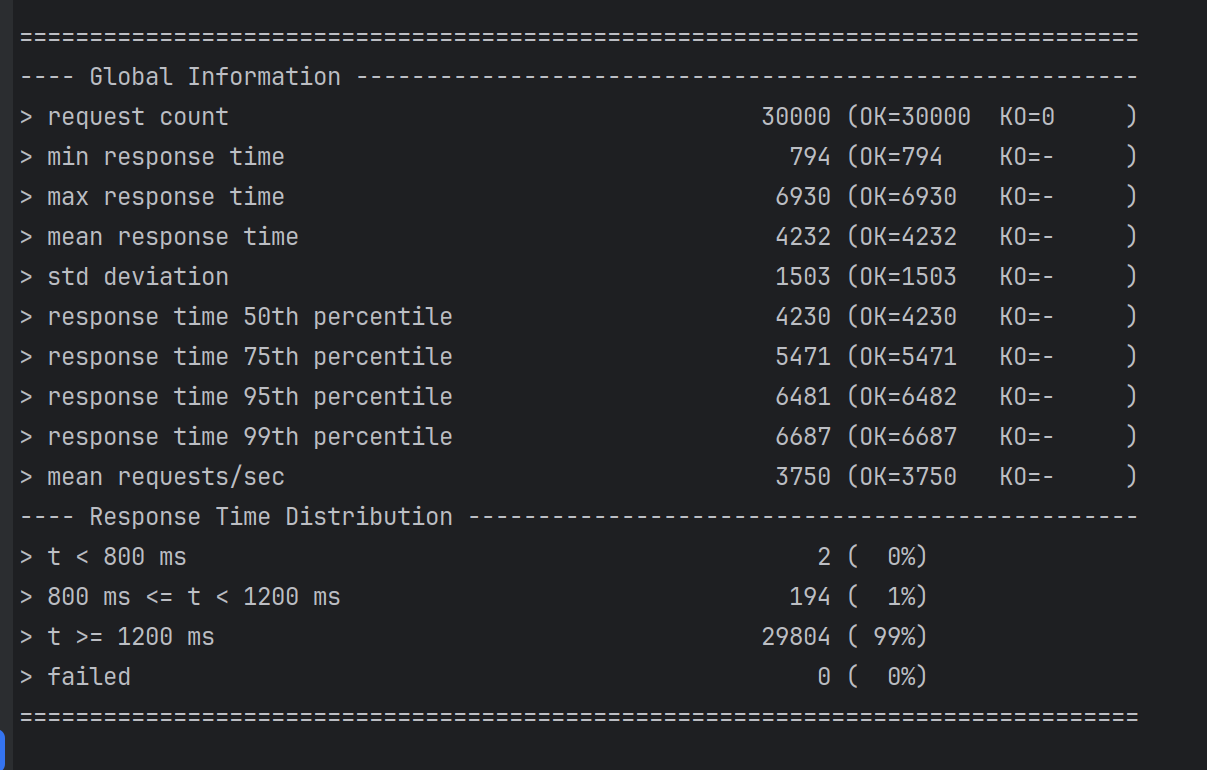 ================================================================================
---- Global Information --------------------------------------------------------
> request count                                      30000 (OK=30000  KO=0     )
> min response time                                    794 (OK=794    KO=-     )
> max response time                                   6930 (OK=6930   KO=-     )
> mean response time                                  4232 (OK=4232   KO=-     )
> std deviation                                       1503 (OK=1503   KO=-     )
> response time 50th percentile                       4230 (OK=4230   KO=-     )
> response time 75th percentile                       5471 (OK=5471   KO=-     )
> response time 95th percentile                       6481 (OK=6482   KO=-     )
> response time 99th percentile                       6687 (OK=6687   KO=-     )
> mean requests/sec                                   3750 (OK=3750   KO=-     )
---- Response Time Distribution ------------------------------------------------
> t < 800 ms                                             2 (  0%)
> 800 ms <= t < 1200 ms                                194 (  1%)
> t >= 1200 ms                                       29804 ( 99%)
> failed                                                 0 (  0%)
================================================================================